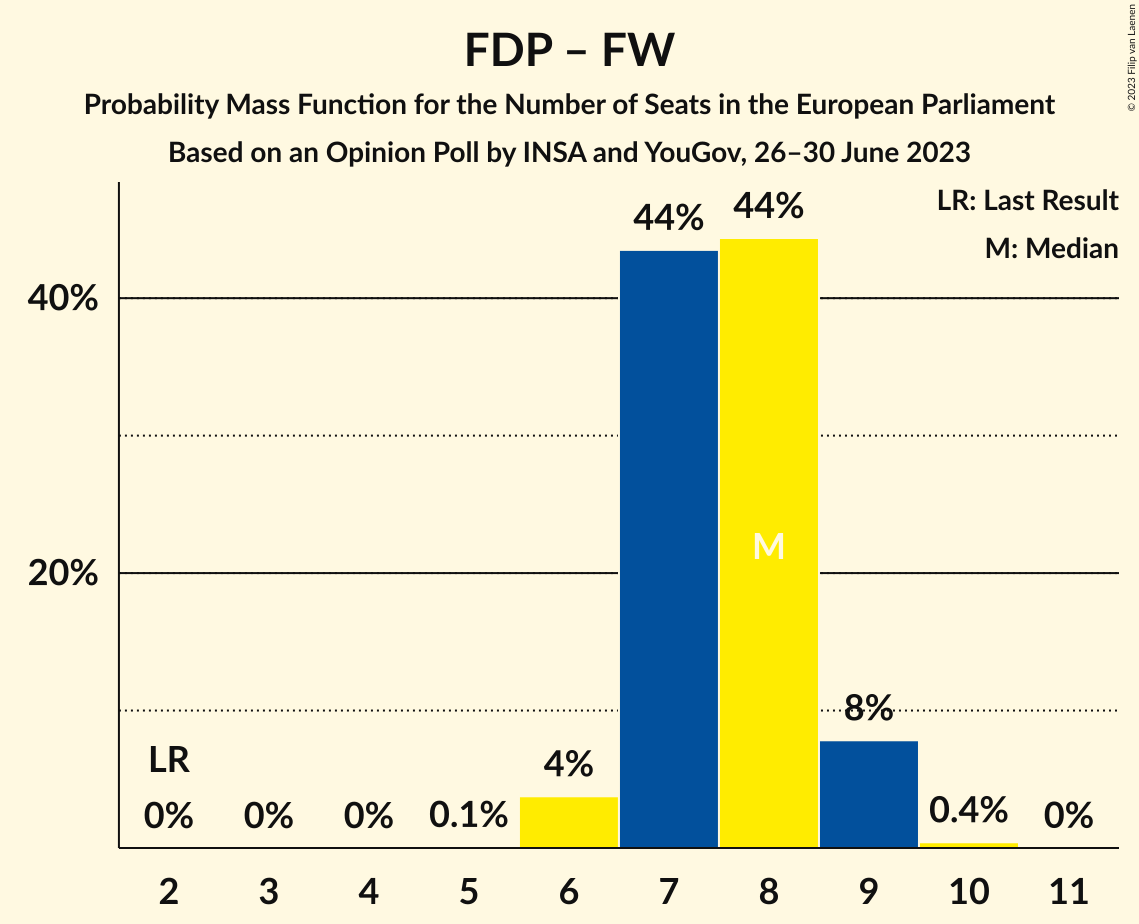 FDP – FW
Probability Mass Function for the Number of Seats in the European Parliament
Based on an Opinion Poll by INSA and YouGov, 26–30 June 2023
© 2023 Filip van Laenen
LR: Last Result
M: Median
44%
44%
40%
M
20%
8%
LR
4%
0%
0%
0%
0.1%
0.4%
0%
2
3
4
5
6
7
8
9
10
11